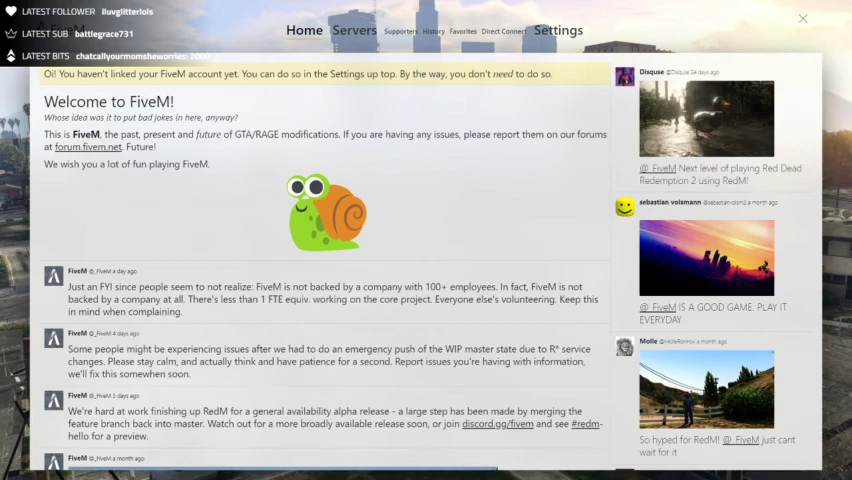 LATEST FOLLOWER iluvglitterlols
LATEST SUB battlegrace731
LATEST BITS chatcallyourmomsheworries: 2000
FiveM
Home Servers Supporters History Favorites Direct Connect Settings
Oi! You haven't linked your FiveM account yet. You can do so in the Settings up top. By the way, you don't need to do so.
Welcome to FiveM!
Whose idea was it to put bad jokes in here, anyway?
This is FiveM, the past, present and future of GTA/RAGE modifications. If you are having any issues, please report them on our forums
at forum.fivem.net. Future!
We wish you a lot of fun playing FiveM.
FiveM @_FiveM a day ago
Just an FYI since people seem to not realize: FiveM is not backed by a company with 100+ employees. In fact, FiveM is not
backed by a company at all. There's less than 1 FTE equiv. working on the core project. Everyone else's volunteering. Keep this
in mind when complaining.
FiveM @_FiveM 4 days ago
Some people might be experiencing issues after we had to do an emergency push of the WIP master state due to R* service
changes. Please stay calm, and actually think and have patience for a second. Report issues you're having with information,
we'll fix this somewhen soon.
FiveM @_FiveM 5 days ago
We're hard at work finishing up RedM for a general availability alpha release - a large step has been made by merging the
feature branch back into master. Watch out for a more broadly available release soon, or join discord.gg/fivem and see #redm-
hello for a preview.
FiveM @_FiveM a month ago
Disquse @Disquse 24 days ago
@_FiveM Next level of playing Red Dead
Redemption 2 using RedM!
sebastian volsmann @sebastianvolsm2 a month ago
@_FiveM IS A GOOD GAME, PLAY IT
EVERYDAY
Molle @MolleRonnox a month ago
So hyped for RedM! @_FiveM just cant
wait for it